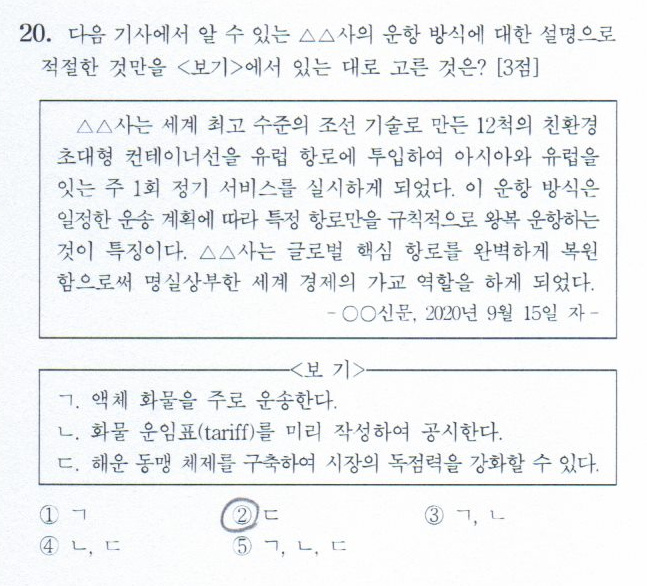 20. 다음 기사에서 알 수 있는 △△사의 운항 방식에 대한 설명으로
적절한 것만을 <보기>에서 있는 대로 고른 것은? [3점]
△△사는 세계 최고 수준의 조선 기술로 만든 12척의 친환경
초대형 컨테이너선을 유럽 항로에 투입하여 아시아와 유럽을
잇는 주 1회 정기 서비스를 실시하게 되었다. 이 운항 방식은
일정한 운송 계획에 따라 특정 항로만을 규칙적으로 왕복 운항하는
것이 특징이다. △△사는 글로벌 핵심 항로를 완벽하게 복원
함으로써 명실상부한 세계 경제의 가교 역할을 하게 되었다.
- ○○신문, 2020년 9월 15일 자 -
<보 기>
ㄱ. 액체 화물을 주로 운송한다.
ㄴ. 화물 운임표(tariff)를 미리 작성하여 공시한다.
ㄷ. 해운 동맹 체제를 구축하여 시장의 독점력을 강화할 수 있다.
① ㄱ ② ㄷ ③ ㄱ, ㄴ
④ ㄴ, ㄷ ⑤ ㄱ, ㄴ, ㄷ